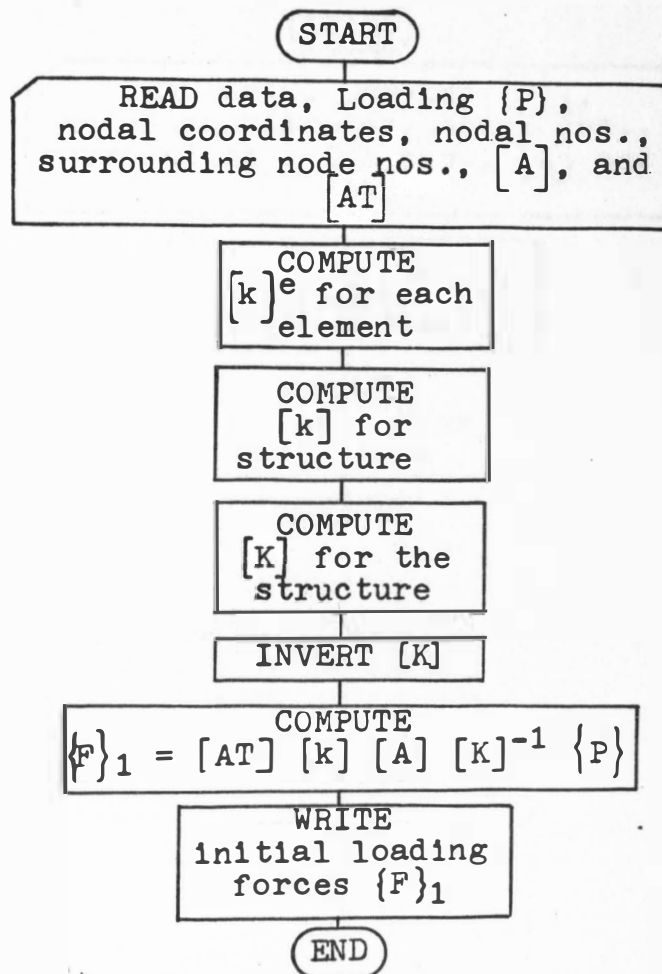 START
READ data, Loading {P},
nodal coordinates, nodal nos.,
surrounding node nos., [A], and
[AT]
COMPUTE
[k]e for each
element
COMPUTE
[k] for
structure
COMPUTE
[K] for the
structure
INVERT [K]
COMPUTE
{F}1 = [AT] [k] [A] [K]-1 {P}
WRITE
initial loading
forces {F}1
END